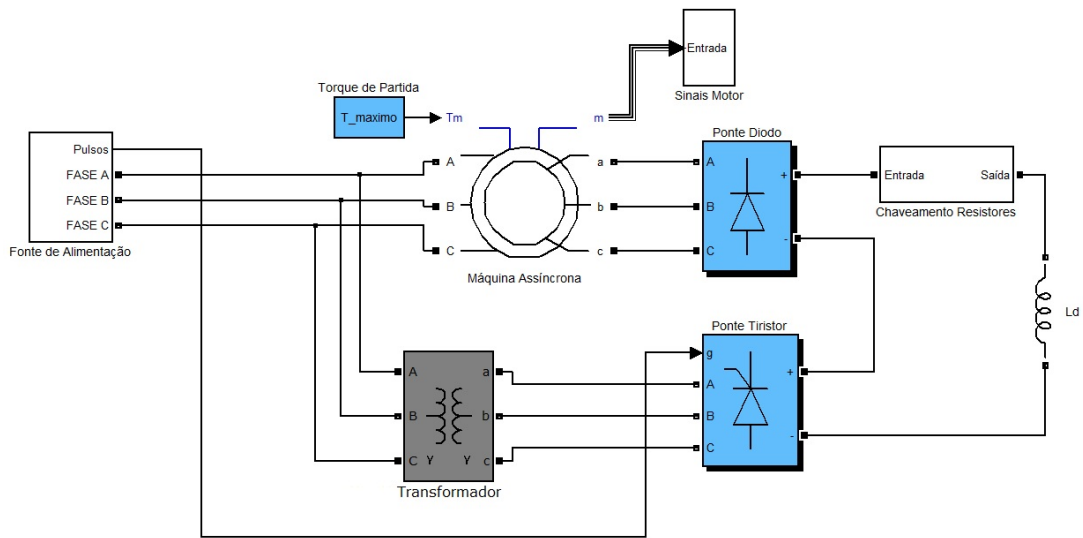 Entrada
Sinais Motor
Torque de Partida
T_maximo
Tm
m
Ponte Diodo
Pulsos
FASE A
FASE B
FASE C
Fonte de Alimentação
A
B
C
a
b
c
Máquina Assíncrona
A
B
C
+
-
Entrada
Saída
Chaveamento Resistores
Ld
Ponte Tiristor
g
A
B
C
+
-
A
B
C
a
b
c
Y
Y
Transformador